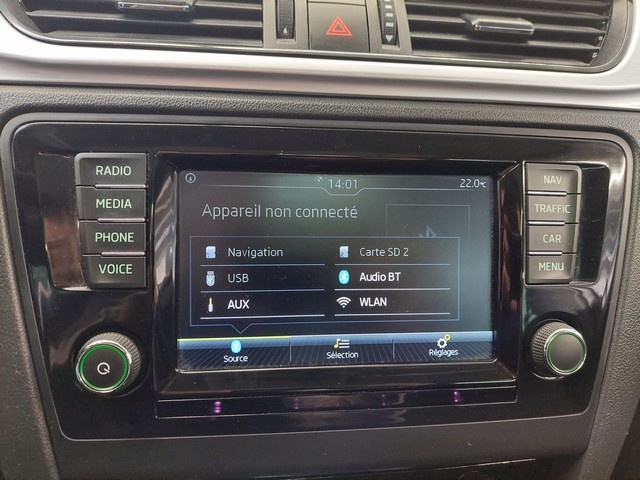 RADIO
MEDIA
PHONE
VOICE
14:01
22.0°C
Appareil non connecté
Navigation
Carte SD 2
USB
Audio BT
AUX
WLAN
Source
Sélection
Réglages
NAV
TRAFFIC
CAR
MENU